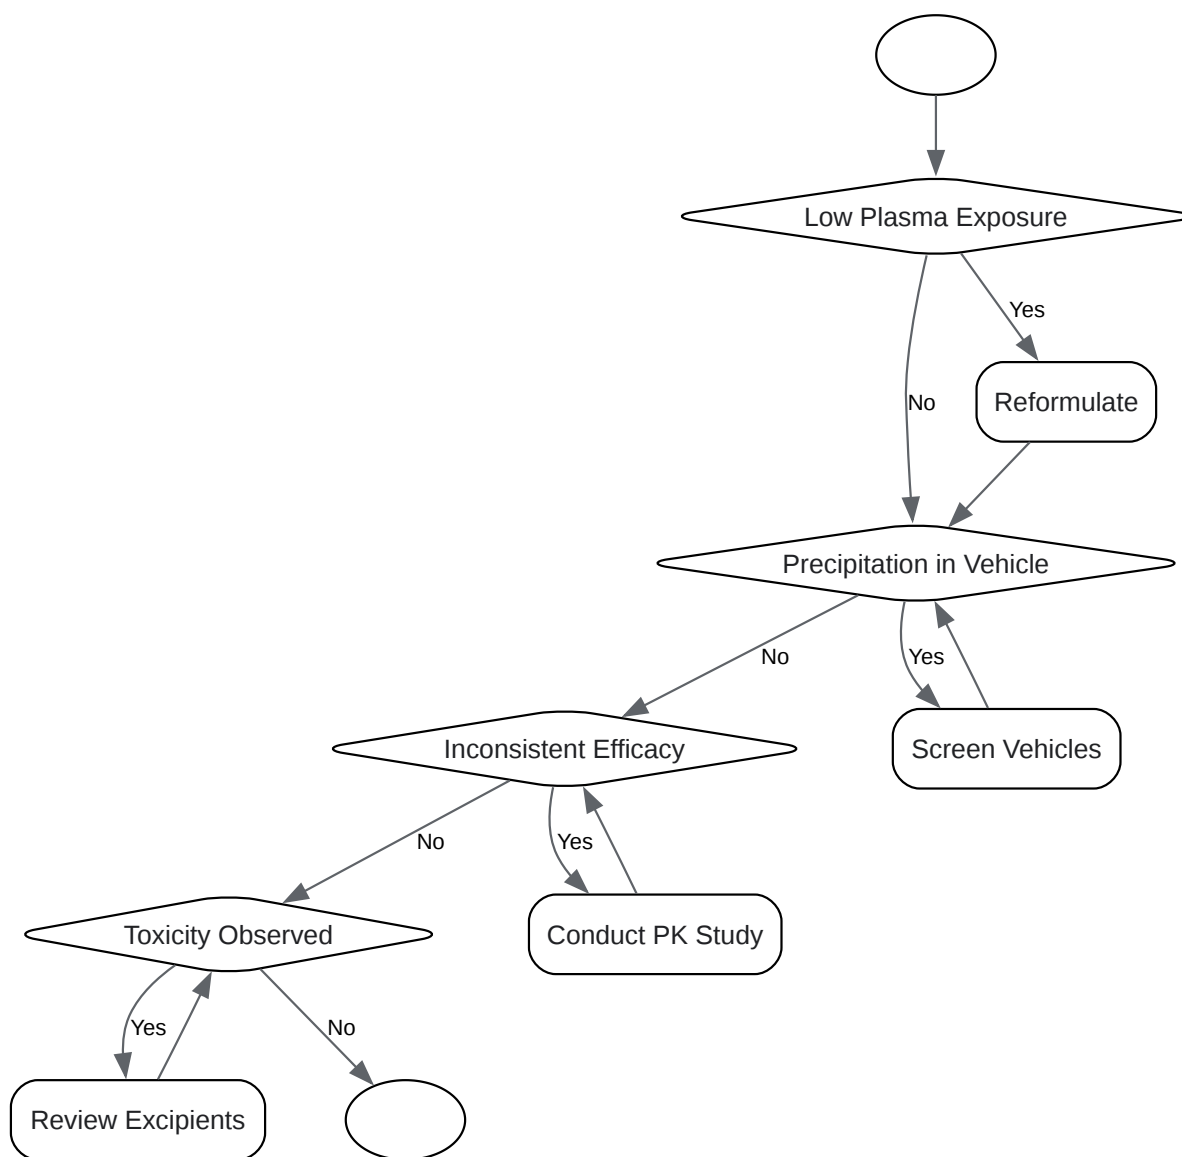 Low Plasma Exposure
Yes
No
Reformulate
Precipitation in Vehicle
No
Yes
Inconsistent Efficacy
Screen Vehicles
No
Yes
Toxicity Observed
Conduct PK Study
Yes
No
Review Excipients